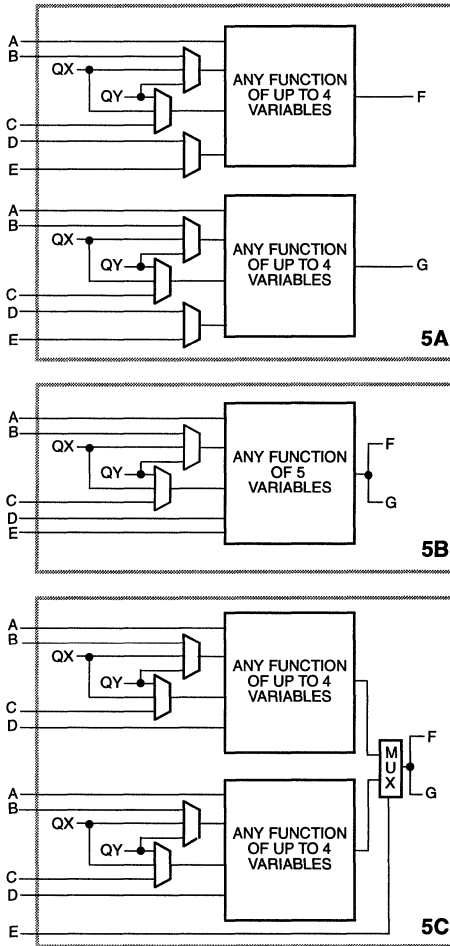 A
B
QX
QY
C
D
E
ANY FUNCTION
OF UP TO 4
VARIABLES
F
A
B
QX
QY
C
D
E
ANY FUNCTION
OF UP TO 4
VARIABLES
G
5A
A
B
QX
QY
C
D
E
ANY FUNCTION
OF 5
VARIABLES
F
G
5B
A
B
QX
QY
C
D
ANY FUNCTION
OF UP TO 4
VARIABLES
MUX
F
G
A
B
QX
QY
C
D
ANY FUNCTION
OF UP TO 4
VARIABLES
E
5C